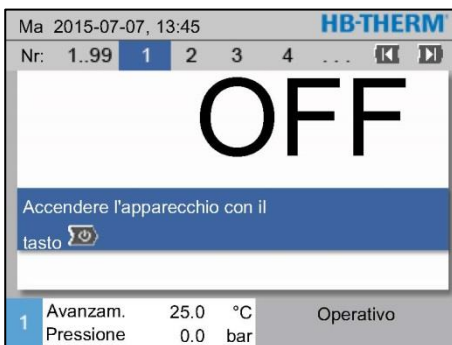 Ma 2015-07-07, 13:45 HB-THERM
Nr: 1..99 1 2 3 4 ...
OFF
Accendere l'apparecchio con il
tasto
1 Avanzam. 25.0 °C Operativo
Pressione 0.0 bar